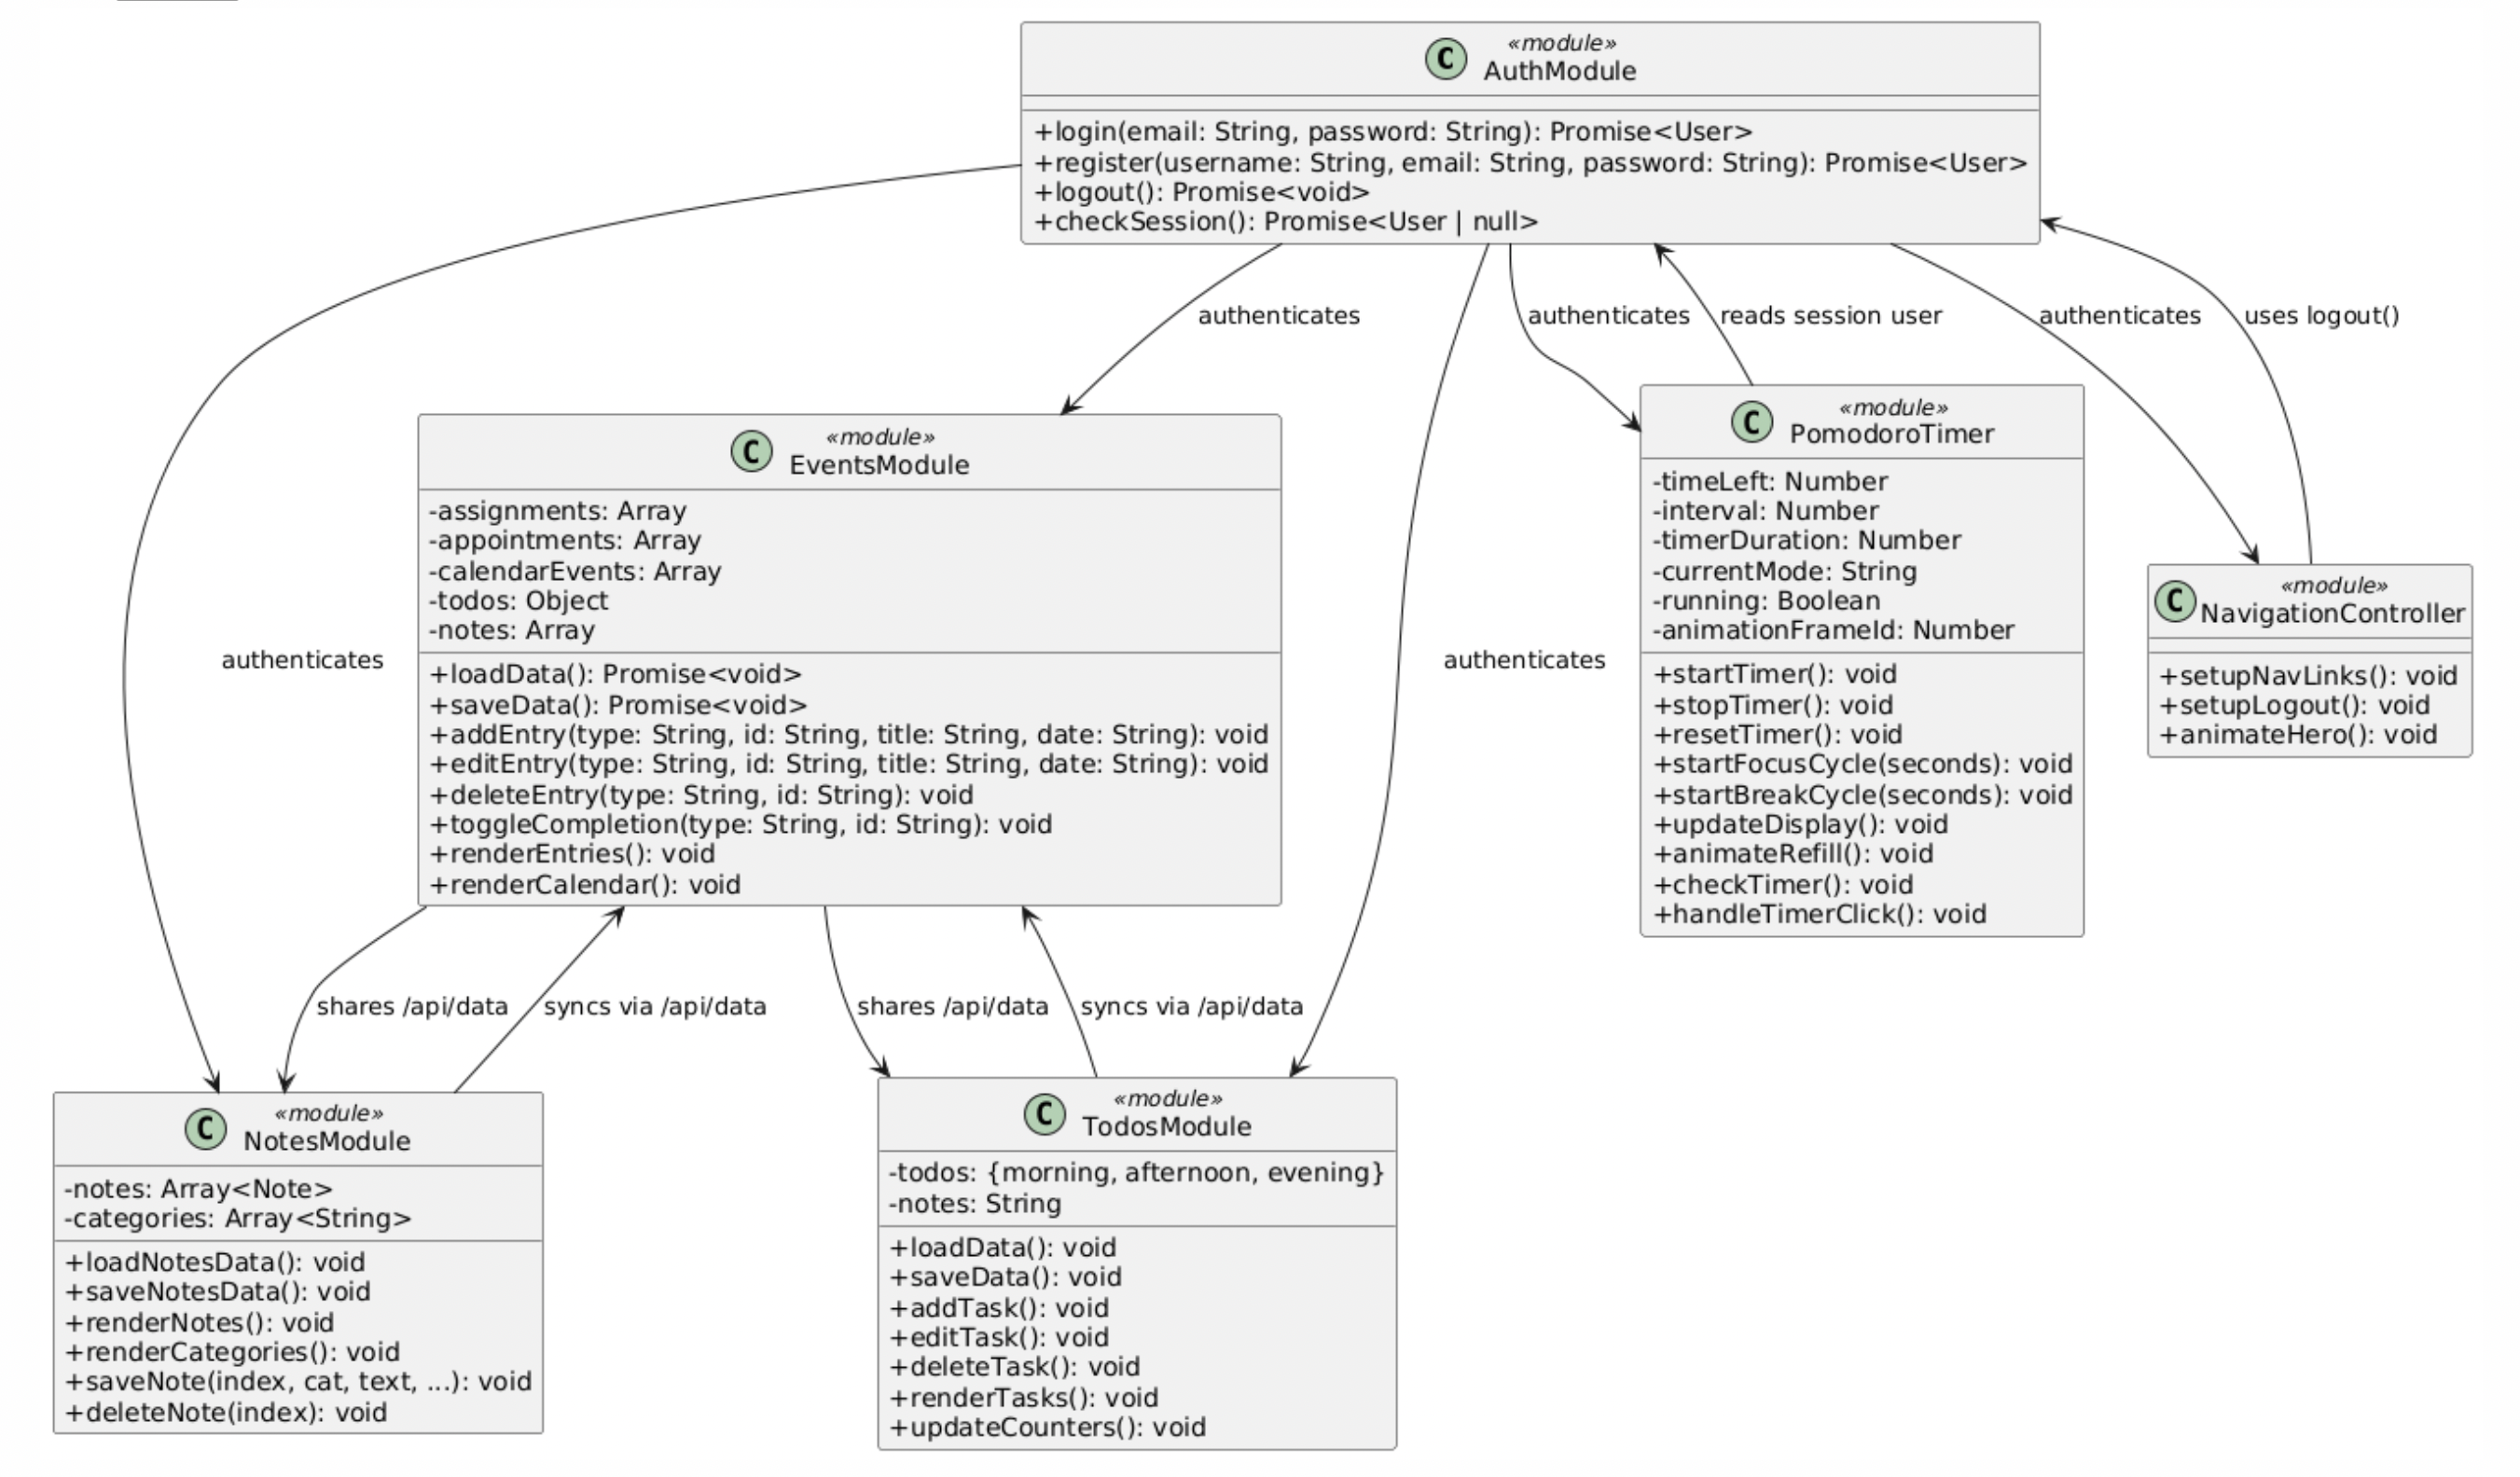 C
«module»
AuthModule
+login(email: String, password: String): Promise<User>
+register(username: String, email: String, password: String): Promise<User>
+logout(): Promise<void>
+checkSession(): Promise<User | null>
authenticates
authenticates
reads session user
authenticates
uses logout()
C
«module»
EventsModule
-assignments: Array
-appointments: Array
-calendarEvents: Array
-todos: Object
-notes: Array
+loadData(): Promise<void>
+saveData(): Promise<void>
+addEntry(type: String, id: String, title: String, date: String): void
+editEntry(type: String, id: String, title: String, date: String): void
+deleteEntry(type: String, id: String): void
+toggleCompletion(type: String, id: String): void
+renderEntries(): void
+renderCalendar(): void
C
«module»
PomodoroTimer
-timeLeft: Number
-interval: Number
-timerDuration: Number
-currentMode: String
-running: Boolean
-animationFrameId: Number
+startTimer(): void
+stopTimer(): void
+resetTimer(): void
+startFocusCycle(seconds): void
+startBreakCycle(seconds): void
+updateDisplay(): void
+animateRefill(): void
+checkTimer(): void
+handleTimerClick(): void
C
«module»
NavigationController
+setupNavLinks(): void
+setupLogout(): void
+animateHero(): void
authenticates
authenticates
shares /api/data
syncs via /api/data
shares /api/data
syncs via /api/data
C
«module»
NotesModule
-notes: Array<Note>
-categories: Array<String>
+loadNotesData(): void
+saveNotesData(): void
+renderNotes(): void
+renderCategories(): void
+saveNote(index, cat, text, ...): void
+deleteNote(index): void
C
«module»
TodosModule
-todos: {morning, afternoon, evening}
-notes: String
+loadData(): void
+saveData(): void
+addTask(): void
+editTask(): void
+deleteTask(): void
+renderTasks(): void
+updateCounters(): void